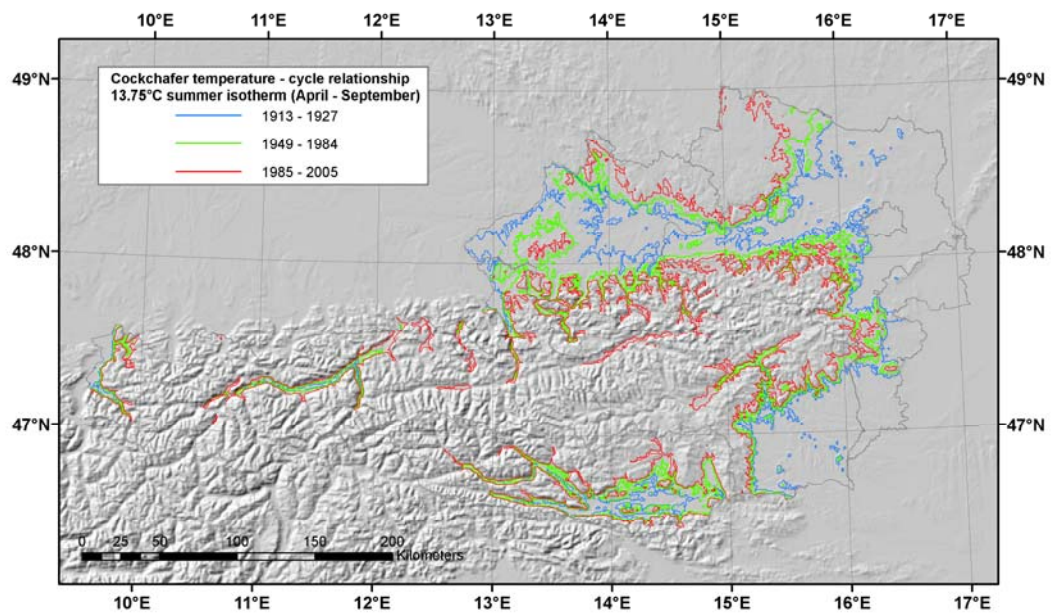 10°E 11°E 12°E 13°E 14°E 15°E 16°E 17°E
49°N 49°N
Cockchafer temperature - cycle relationship
13.75°C summer isotherm (April - September)
1913 - 1927
1949 - 1984
1985 - 2005
48°N 48°N
47°N 47°N
0 25 50 100 150 200
Kilometers
10°E 11°E 12°E 13°E 14°E 15°E 16°E 17°E